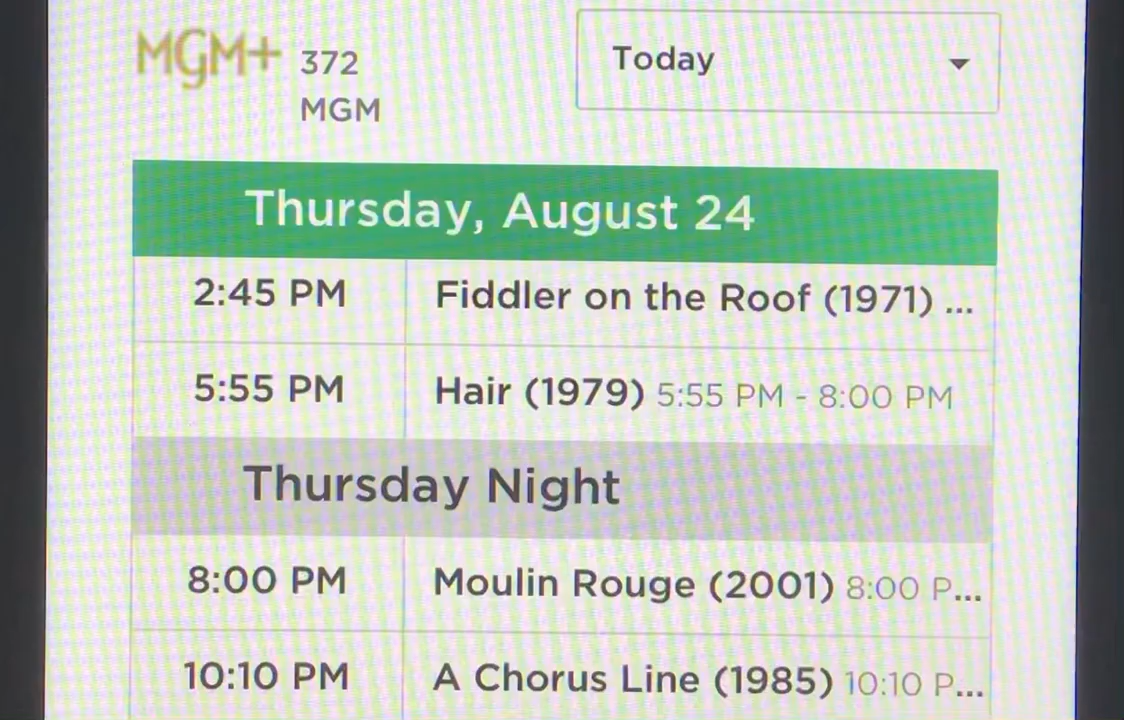 MGM+ 372
MGM
Today
Thursday, August 24
2:45 PM Fiddler on the Roof (1971) ...
5:55 PM Hair (1979) 5:55 PM - 8:00 PM
Thursday Night
8:00 PM Moulin Rouge (2001) 8:00 P...
10:10 PM A Chorus Line (1985) 10:10 P...